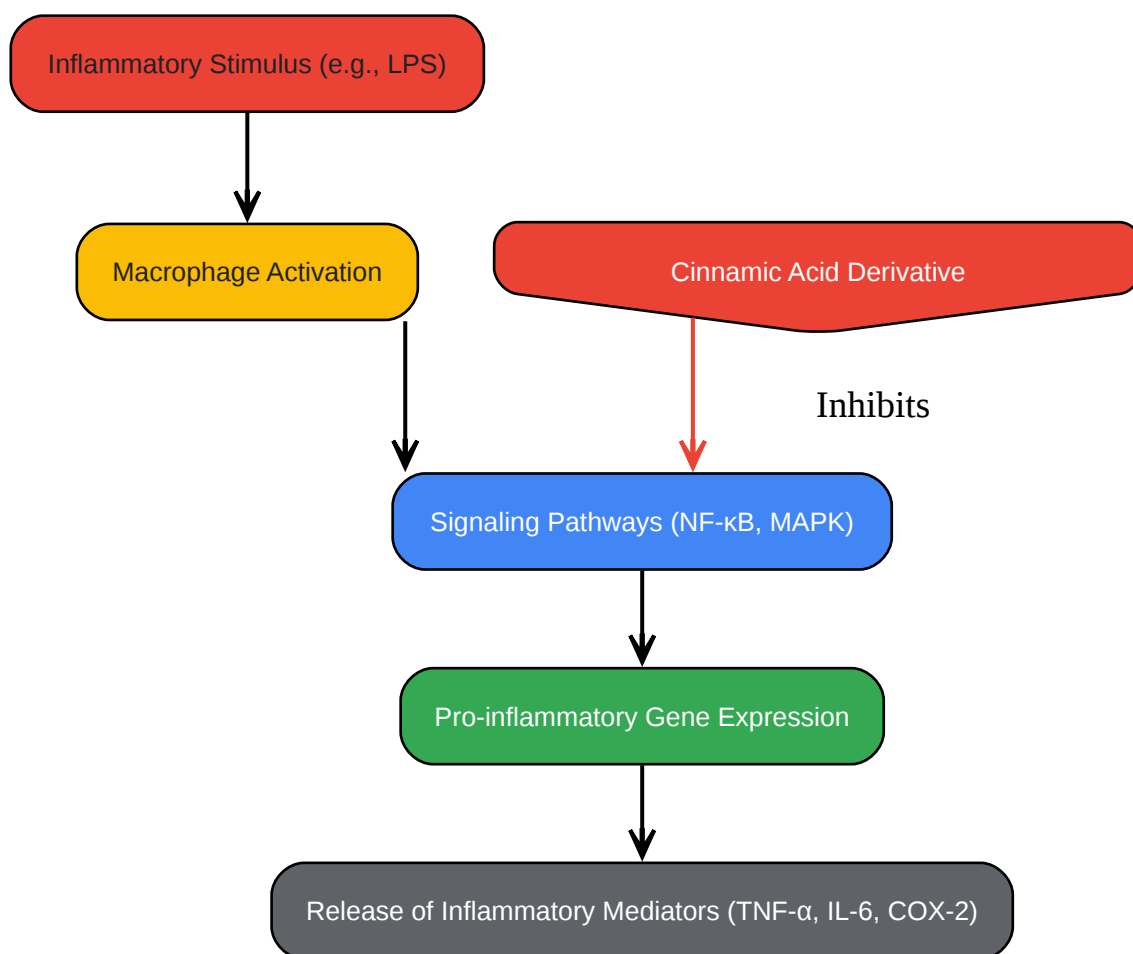 Inflammatory Stimulus (e.g., LPS)
Macrophage Activation
Cinnamic Acid Derivative
Inhibits
Signaling Pathways (NF-κB, MAPK)
Pro-inflammatory Gene Expression
Release of Inflammatory Mediators (TNF-α, IL-6, COX-2)